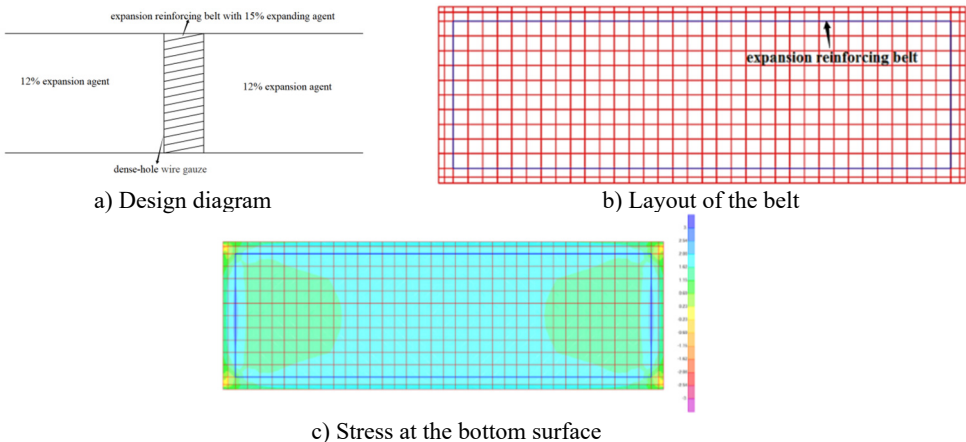 expansion reinforcing belt with 15% expanding agent
12% expansion agent
12% expansion agent
dense-hole wire gauze
a) Design diagram
expansion reinforcing belt
b) Layout of the belt
c) Stress at the bottom surface